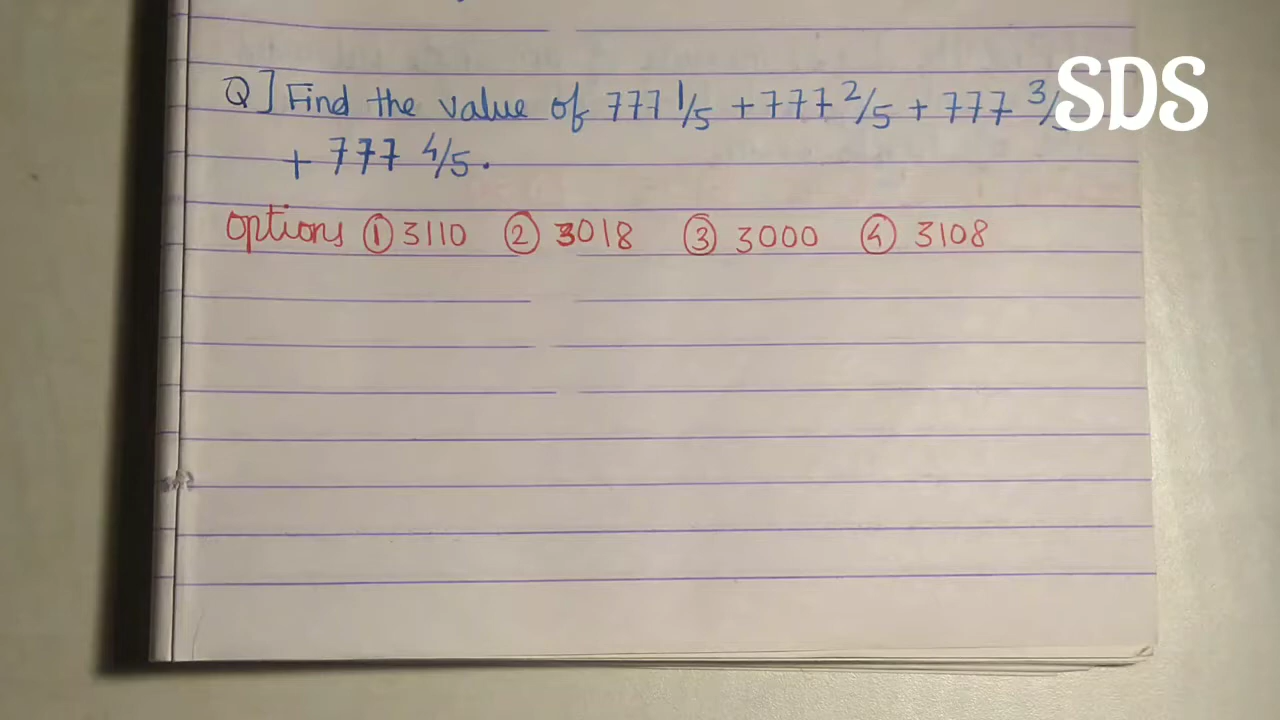 Q] Find the value of 777 1/5 + 777 2/5 + 777 3/
SDS
+ 777 4/5.
Options ① 3110 ② 3018 ③ 3000 ④ 3108